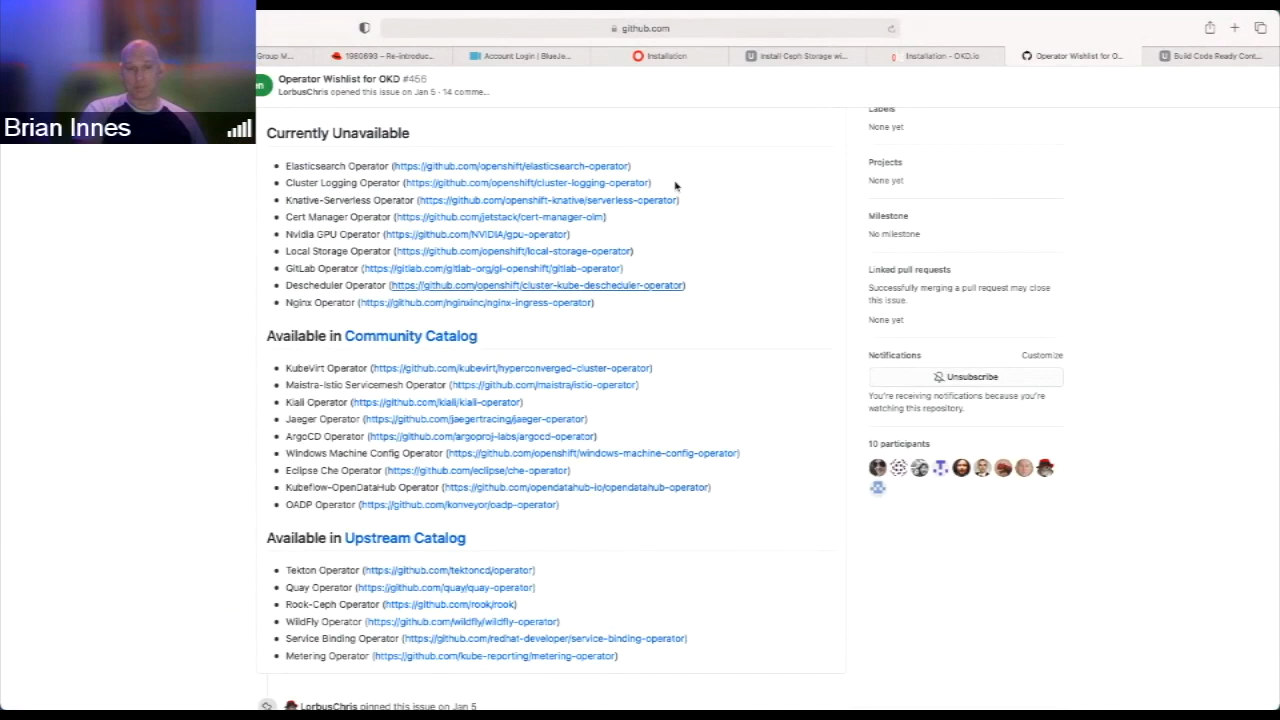 github.com
Group M...
1980893 – Re-introduc...
Account Login | BlueJe...
Installation
Install Ceph Storage wi...
Installation - OKD.io
Operator Wishlist for O...
Build Code Ready Cont...
Operator Wishlist for OKD #456
LorbusChris opened this issue on Jan 5 · 14 comme...
Brian Innes
Currently Unavailable
Elasticsearch Operator (https://github.com/openshift/elasticsearch-operator)
Cluster Logging Operator (https://github.com/openshift/cluster-logging-operator)
Knative-Serverless Operator (https://github.com/openshift-knative/serverless-operator)
Cert Manager Operator (https://github.com/jetstack/cert-manager-olm)
Nvidia GPU Operator (https://github.com/NVIDIA/gpu-operator)
Local Storage Operator (https://github.com/openshift/local-storage-operator)
GitLab Operator (https://gitlab.com/gitlab-org/gl-openshift/gitlab-operator)
Descheduler Operator (https://github.com/openshift/cluster-kube-descheduler-operator)
Nginx Operator (https://github.com/nginxinc/nginx-ingress-operator)
Available in Community Catalog
KubeVirt Operator (https://github.com/kubevirt/hyperconverged-cluster-operator)
Maistra-Istio Servicemesh Operator (https://github.com/maistra/istio-operator)
Kiali Operator (https://github.com/kiali/kiali-operator)
Jaeger Operator (https://github.com/jaegertracing/jaeger-operator)
ArgoCD Operator (https://github.com/argoproj-labs/argocd-operator)
Windows Machine Config Operator (https://github.com/openshift/windows-machine-config-operator)
Eclipse Che Operator (https://github.com/eclipse/che-operator)
Kubeflow-OpenDataHub Operator (https://github.com/opendatahub-io/opendatahub-operator)
OADP Operator (https://github.com/konveyor/oadp-operator)
Available in Upstream Catalog
Tekton Operator (https://github.com/tektoncd/operator)
Quay Operator (https://github.com/quay/quay-operator)
Rook-Ceph Operator (https://github.com/rook/rook)
WildFly Operator (https://github.com/wildfly/wildfly-operator)
Service Binding Operator (https://github.com/redhat-developer/service-binding-operator)
Metering Operator (https://github.com/kube-reporting/metering-operator)
LorbusChris pinned this issue on Jan 5
Labels
None yet
Projects
None yet
Milestone
No milestone
Linked pull requests
Successfully merging a pull request may close
this issue.
None yet
Notifications Customize
Unsubscribe
You're receiving notifications because you're
watching this repository.
10 participants